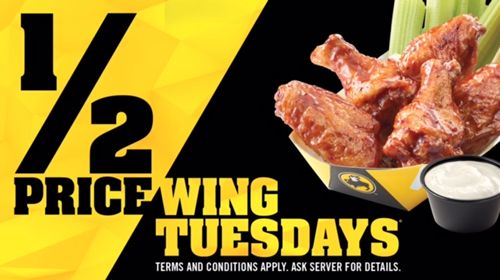 1/2
PRICE WING
TUESDAYS
TERMS AND CONDITIONS APPLY. ASK SERVER FOR DETAILS.